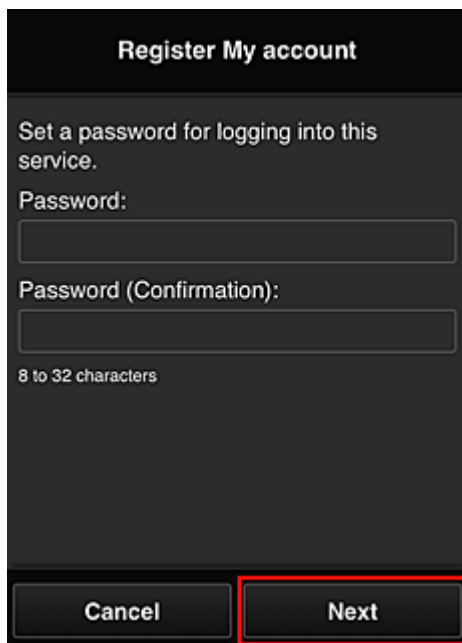 Register My account
Set a password for logging into this
service.
Password:
Password (Confirmation):
8 to 32 characters
Cancel
Next